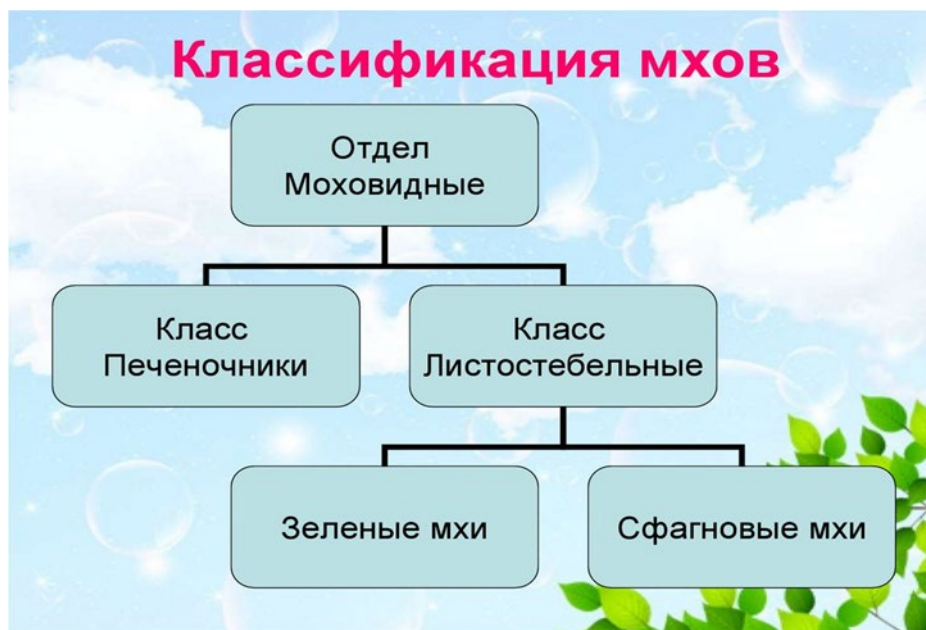 Классификация мхов
Отдел
Моховидные
Класс
Печеночники
Класс
Листостебельные
Зеленые мхи
Сфагновые мхи